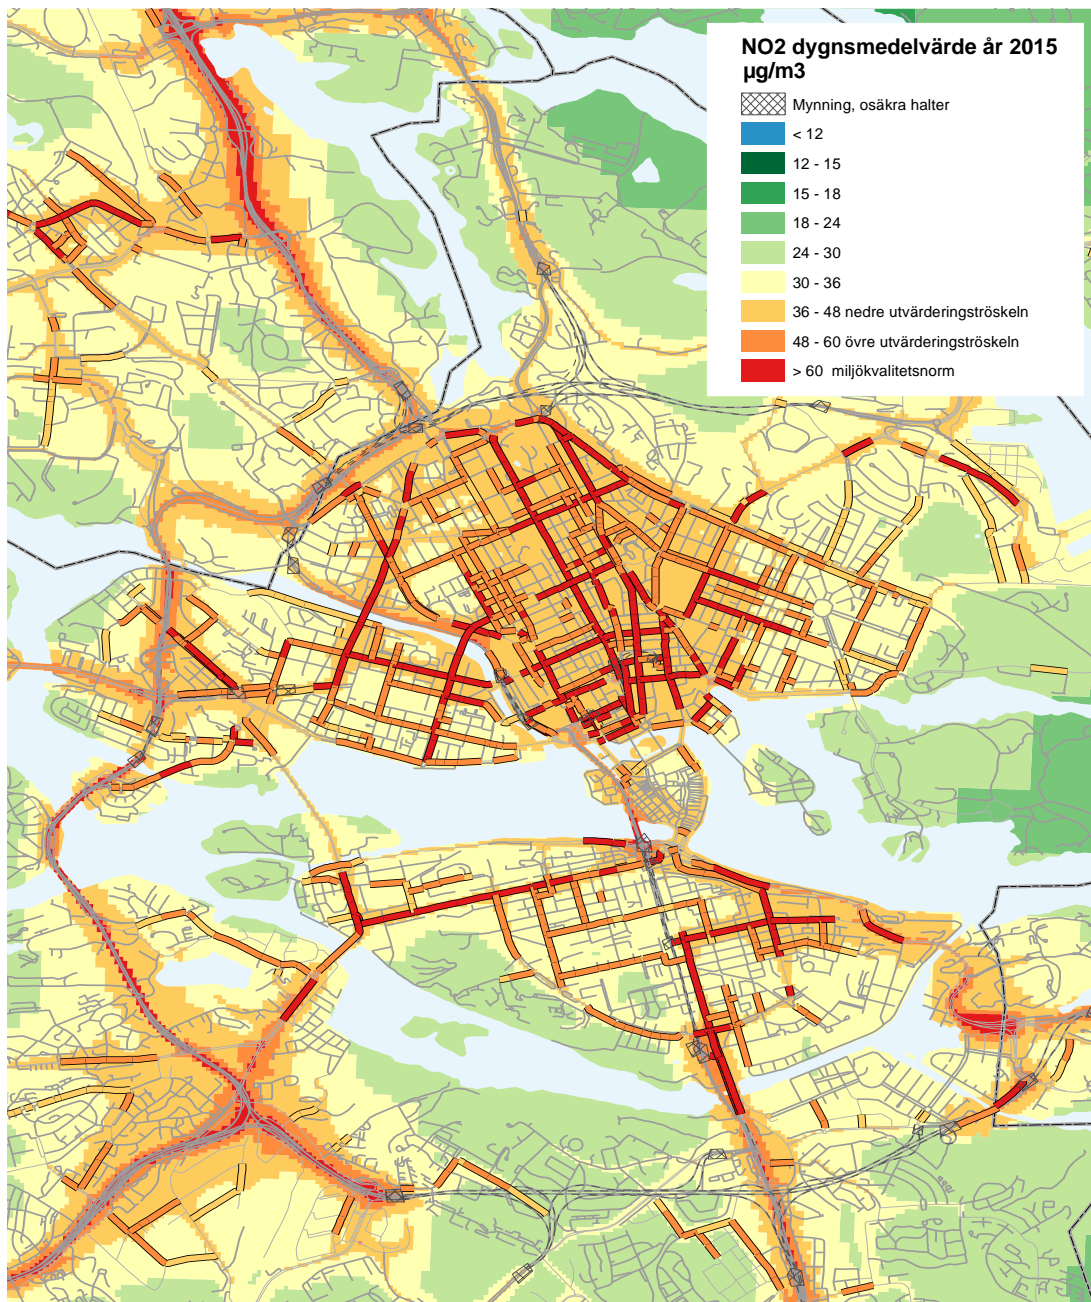 NO2 dygnsmedelvärde år 2015
µg/m3
Mynning, osäkra halter
< 12
12 - 15
15 - 18
18 - 24
24 - 30
30 - 36
36 - 48 nedre utvärderingströskeln
48 - 60 övre utvärderingströskeln
> 60 miljökvalitetsnorm